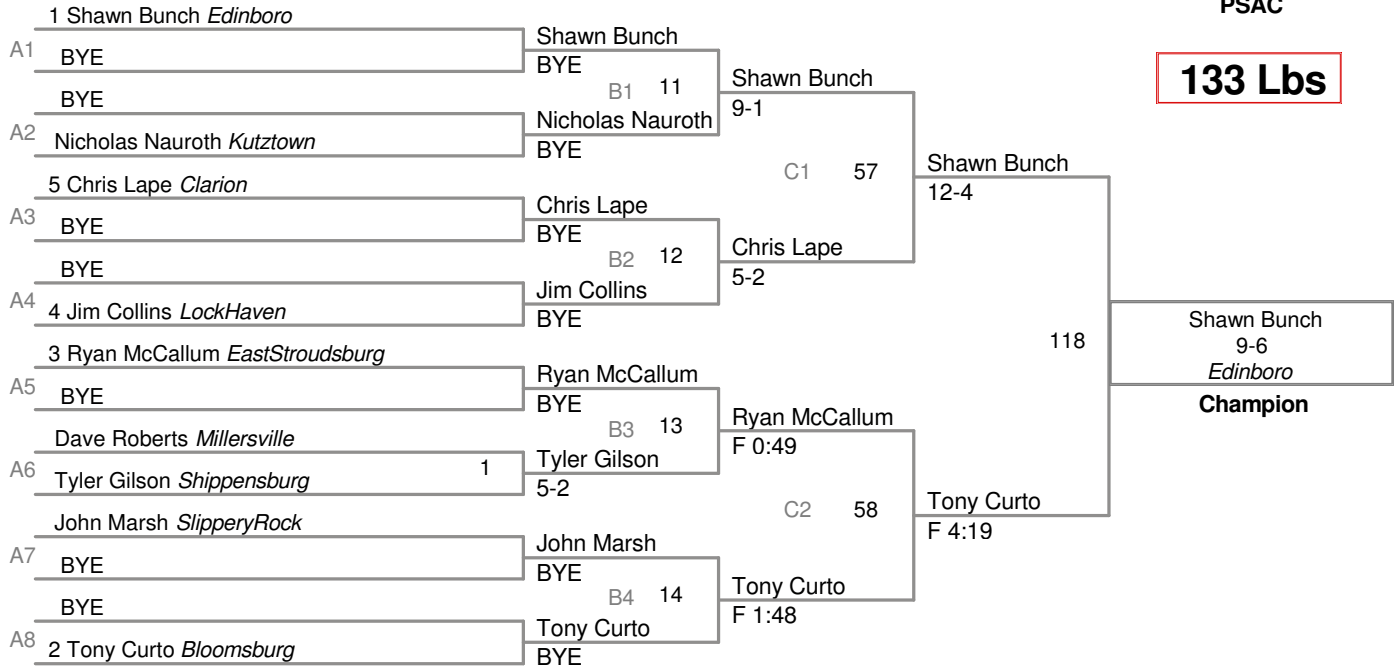 PSAC
133 Lbs
1 Shawn Bunch Edinboro
A1
BYE
BYE
A2
Nicholas Nauroth Kutztown
5 Chris Lape Clarion
A3
BYE
BYE
A4
4 Jim Collins LockHaven
3 Ryan McCallum EastStroudsburg
A5
BYE
Dave Roberts Millersville
A6
1
Tyler Gilson Shippensburg
John Marsh SlipperyRock
A7
BYE
BYE
A8
2 Tony Curto Bloomsburg
Shawn Bunch
BYE
B1 11
Nicholas Nauroth
BYE
Chris Lape
BYE
B2 12
Jim Collins
BYE
Ryan McCallum
BYE
B3 13
Tyler Gilson
5-2
John Marsh
BYE
B4 14
Tony Curto
BYE
Shawn Bunch
9-1
C1 57
Chris Lape
5-2
Ryan McCallum
F 0:49
C2 58
Tony Curto
F 1:48
Shawn Bunch
12-4
118
Tony Curto
F 4:19
Shawn Bunch
9-6
Edinboro
Champion